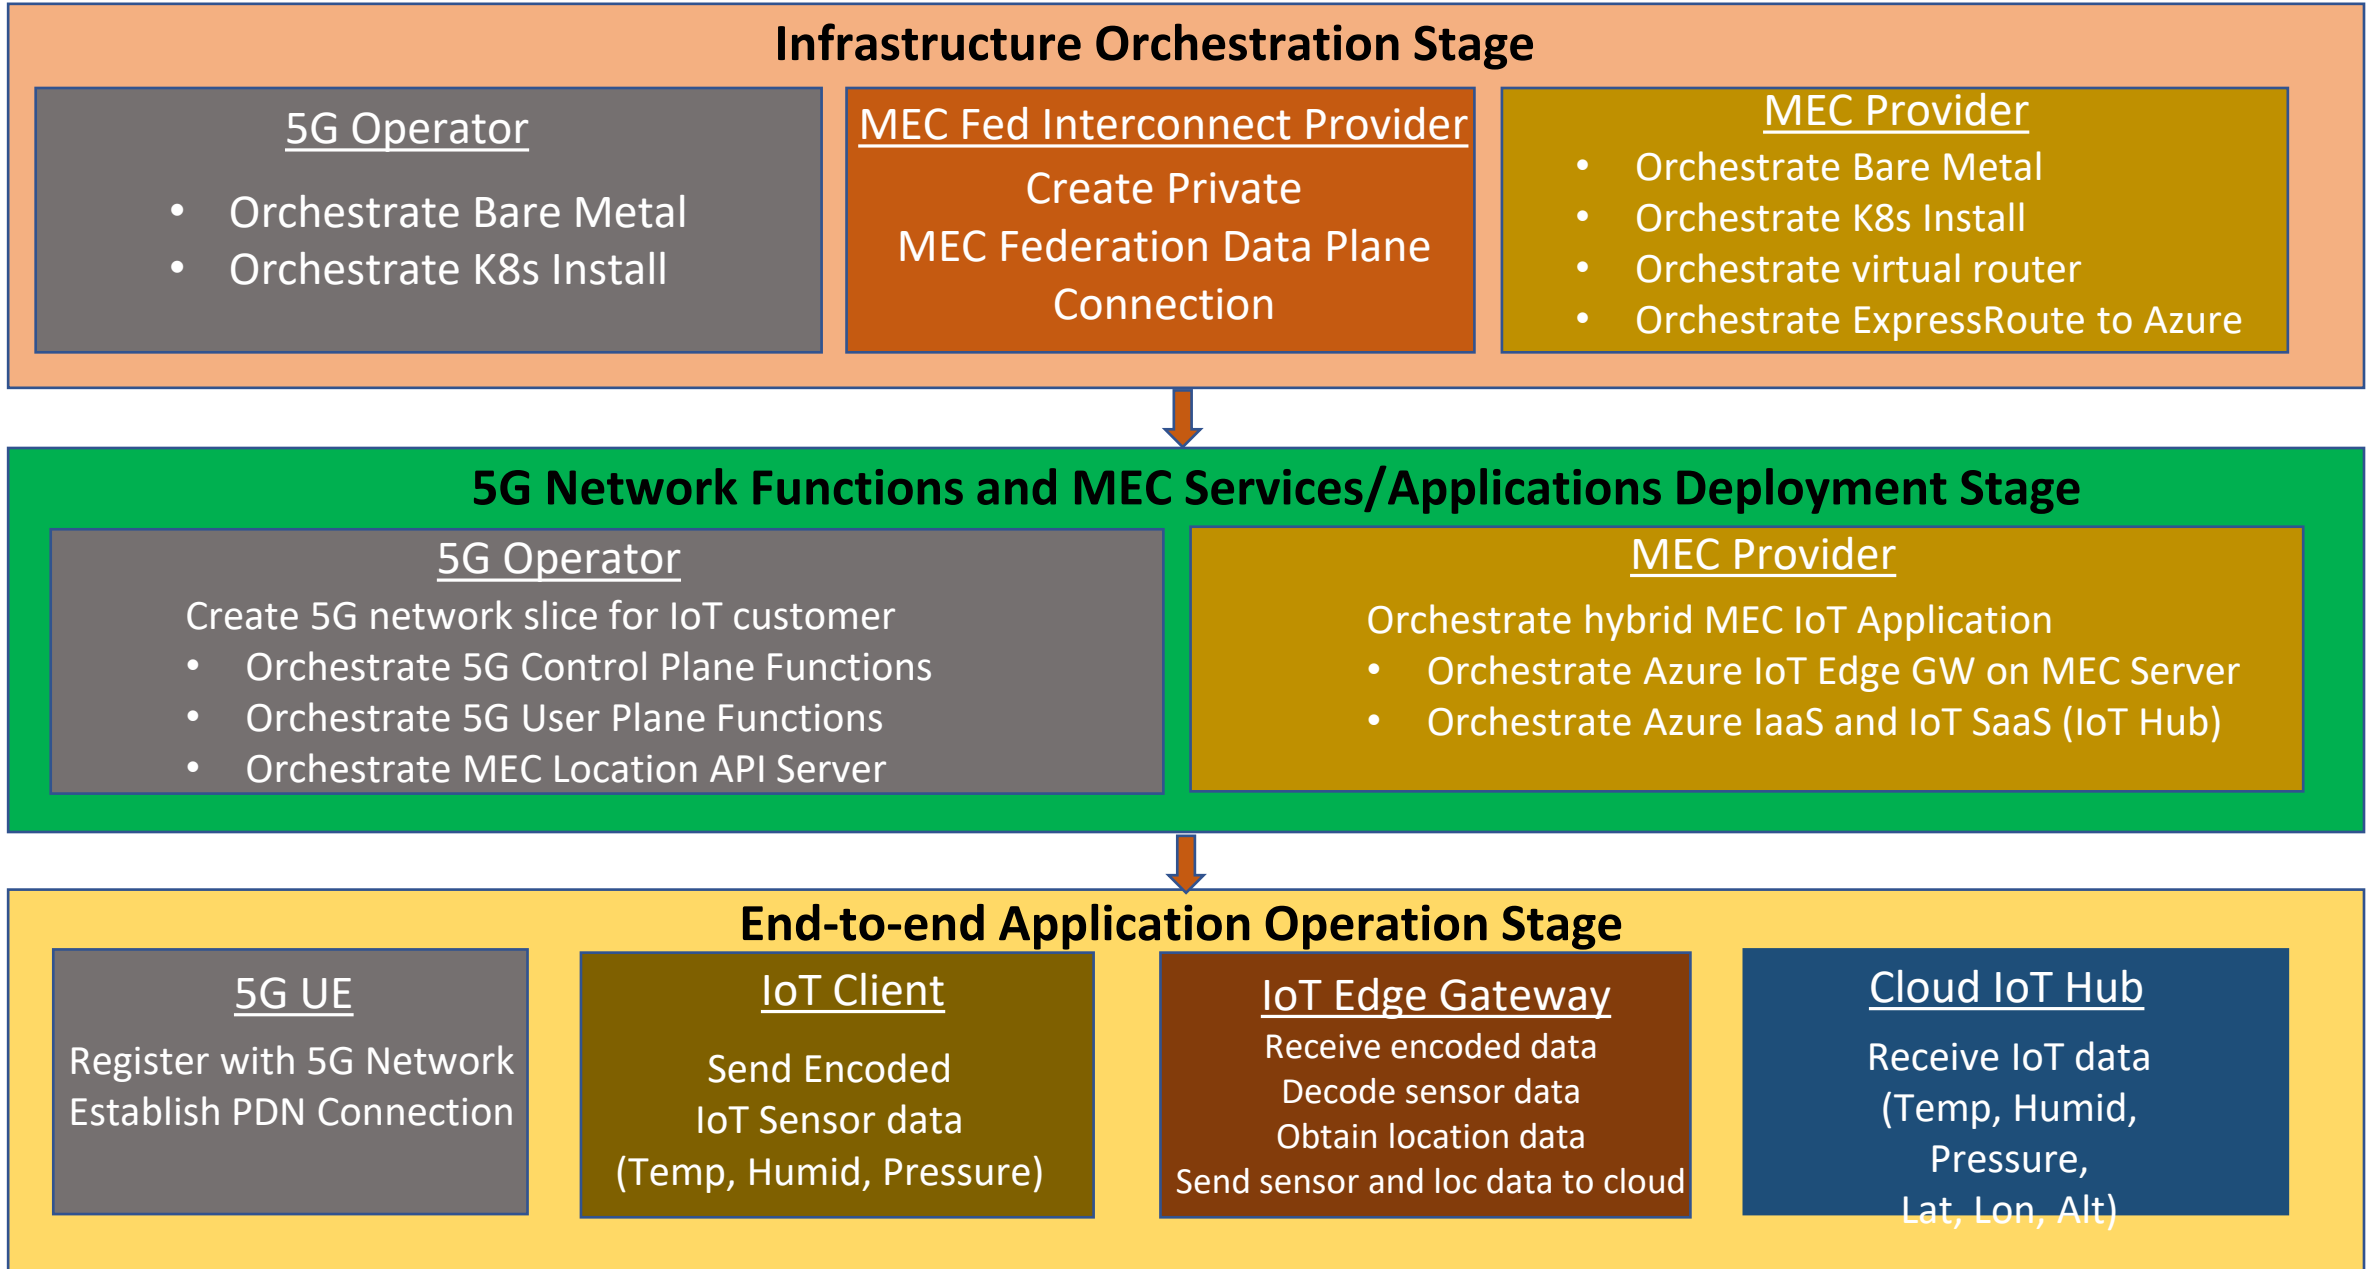 Infrastructure Orchestration Stage
5G Operator
• Orchestrate Bare Metal
• Orchestrate K8s Install
MEC Fed Interconnect Provider
Create Private
MEC Federation Data Plane
Connection
MEC Provider
• Orchestrate Bare Metal
• Orchestrate K8s Install
• Orchestrate virtual router
• Orchestrate ExpressRoute to Azure
5G Network Functions and MEC Services/Applications Deployment Stage
5G Operator
Create 5G network slice for IoT customer
• Orchestrate 5G Control Plane Functions
• Orchestrate 5G User Plane Functions
• Orchestrate MEC Location API Server
MEC Provider
Orchestrate hybrid MEC IoT Application
• Orchestrate Azure IoT Edge GW on MEC Server
• Orchestrate Azure IaaS and IoT SaaS (IoT Hub)
End-to-end Application Operation Stage
5G UE
Register with 5G Network
Establish PDN Connection
IoT Client
Send Encoded
IoT Sensor data
(Temp, Humid, Pressure)
IoT Edge Gateway
Receive encoded data
Decode sensor data
Obtain location data
Send sensor and loc data to cloud
Cloud IoT Hub
Receive IoT data
(Temp, Humid,
Pressure,
Lat, Lon, Alt)